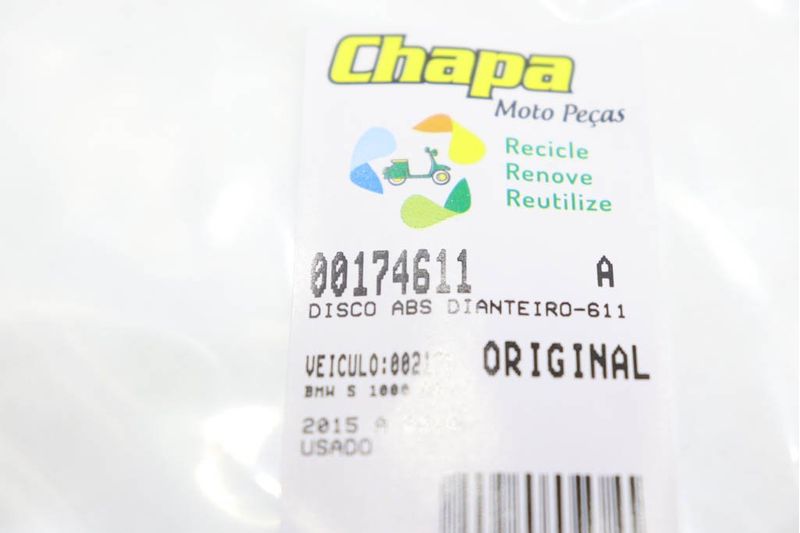 Chapa
Moto Peças
Recicle
Renove
Reutilize
00174611 A
DISCO ABS DIANTEIRO-611
ORIGINAL
BMW S 1000
2015 A
USADO